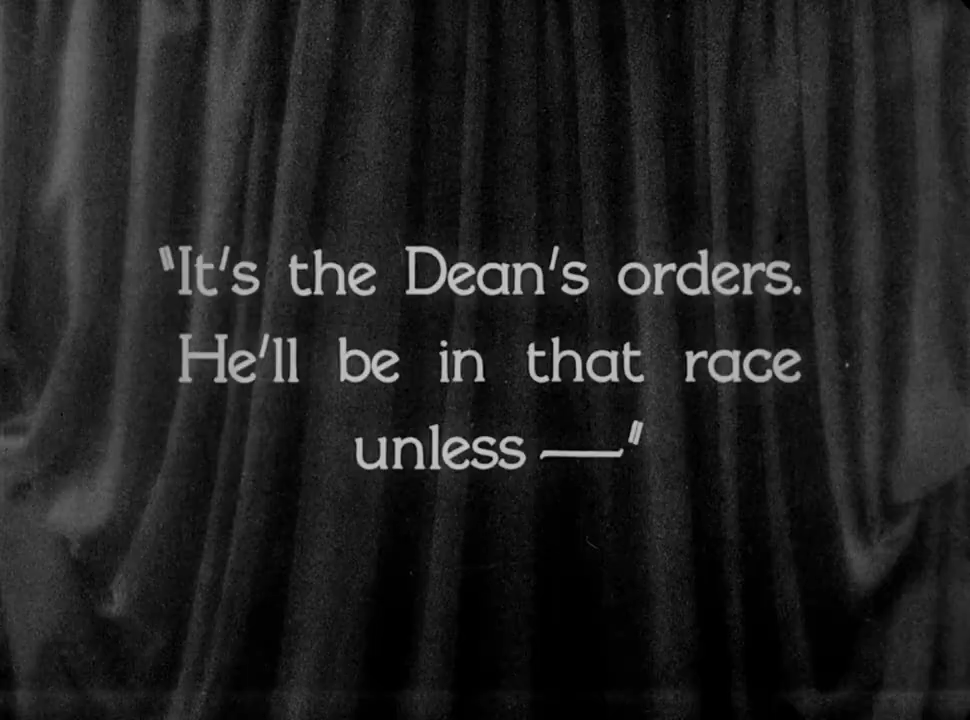 "It's the Dean's orders.
He'll be in that race
unless —"